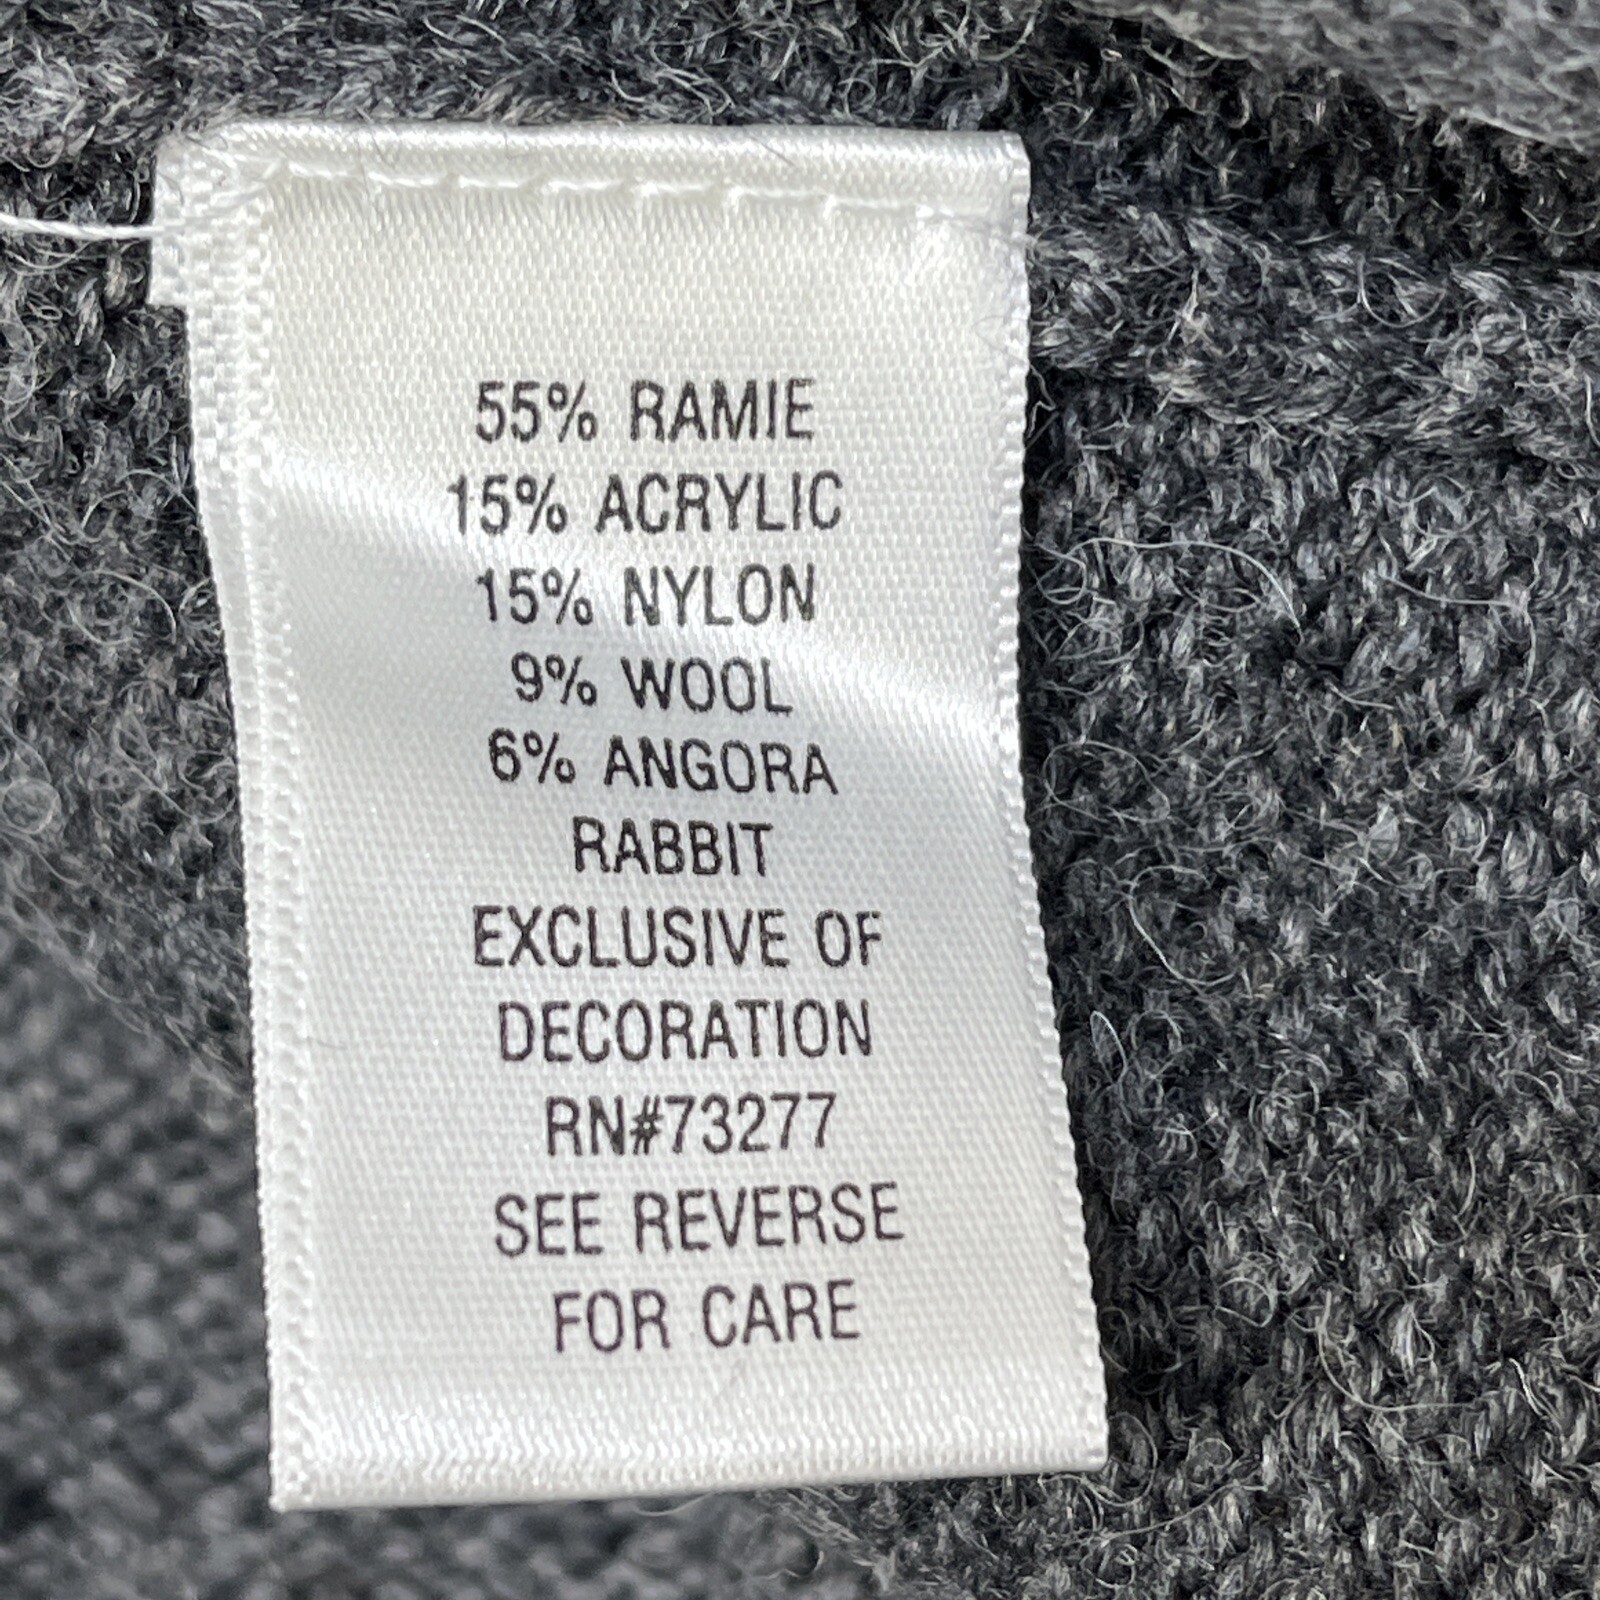 55% RAMIE
15% ACRYLIC
15% NYLON
9% WOOL
6% ANGORA
RABBIT
EXCLUSIVE OF
DECORATION
RN#73277
SEE REVERSE
FOR CARE